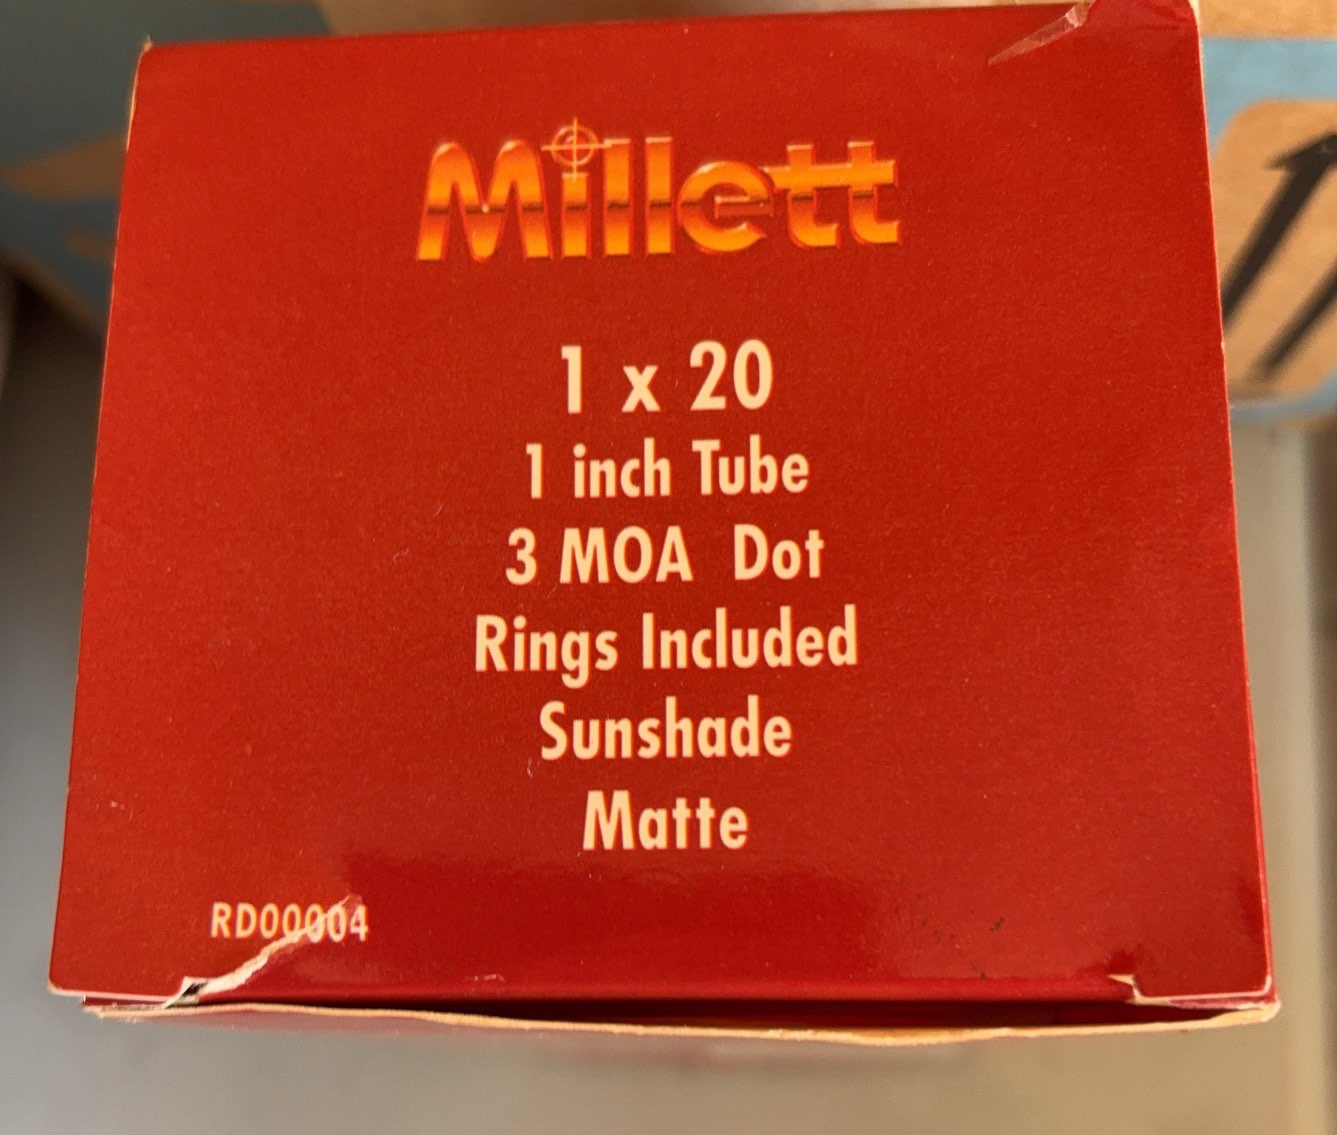 Millett
1 x 20
1 inch Tube
3 MOA Dot
Rings Included
Sunshade
Matte
RD00004